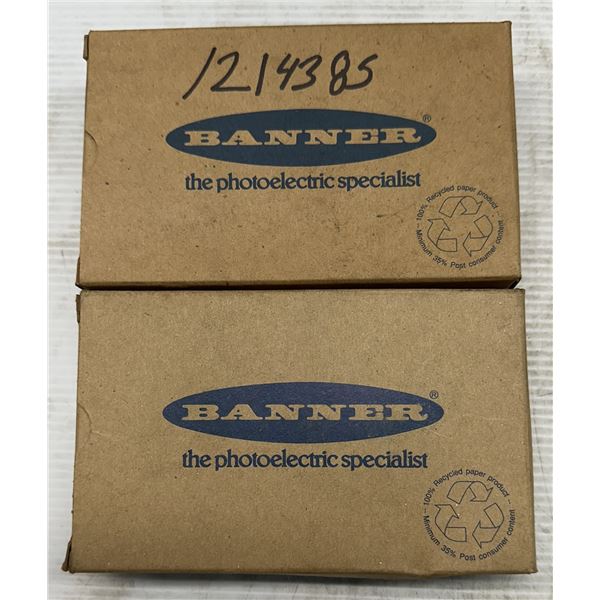 1214385
BANNER®
the photoelectric specialist
100% Recycled paper product
Minimum 35% Post consumer content
BANNER®
the photoelectric specialist
100% Recycled paper product
Minimum 35% Post consumer content